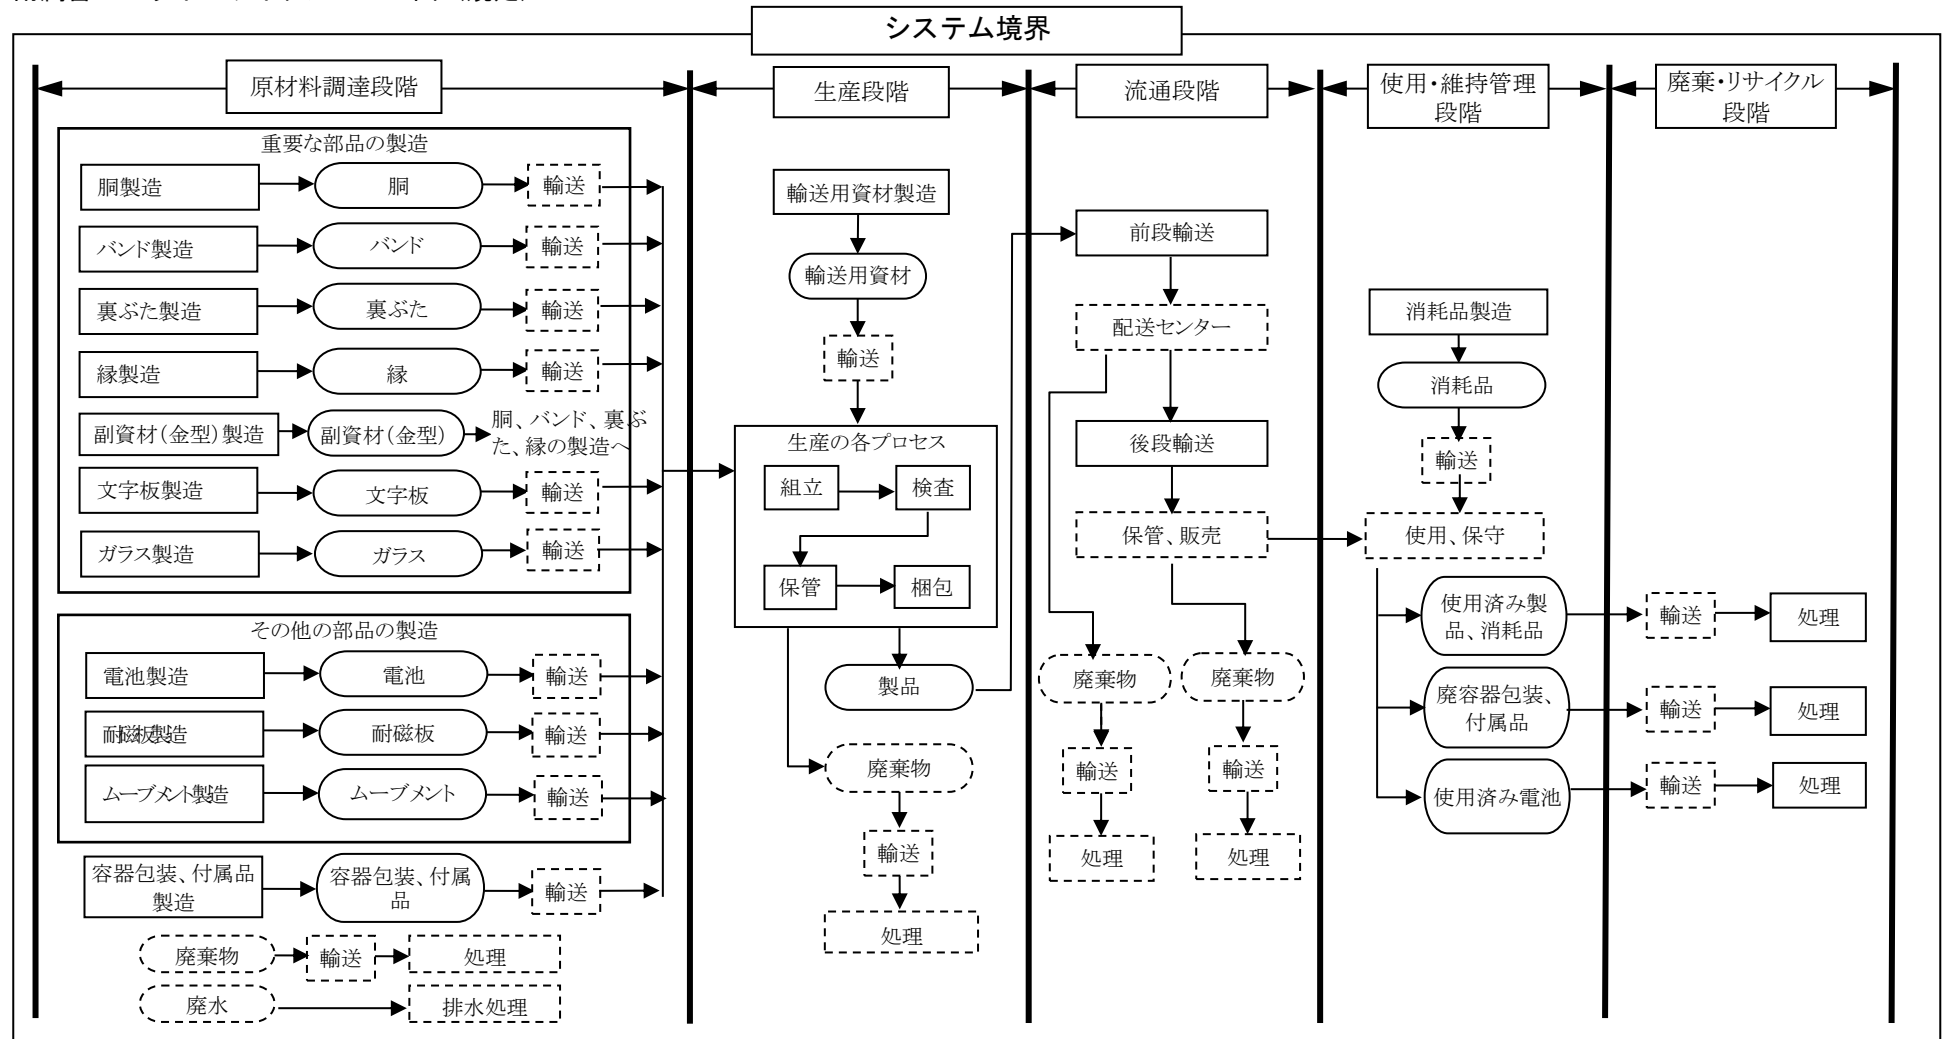 システム境界
原材料調達段階
生産段階
流通段階
使用・維持管理
段階
廃棄・リサイクル
段階
重要な部品の製造
胴製造
胴
輸送
バンド製造
バンド
輸送
裏ぶた製造
裏ぶた
輸送
縁製造
縁
輸送
副資材(金型)製造
副資材(金型)
胴、バンド、裏ぶ
た、縁の製造へ
文字板製造
文字板
輸送
ガラス製造
ガラス
輸送
その他の部品の製造
電池製造
電池
輸送
耐磁板製造
耐磁板
輸送
ムーブメント製造
ムーブメント
輸送
容器包装、付属品
製造
容器包装、付属
品
輸送
廃棄物
輸送
処理
廃水
排水処理
輸送用資材製造
輸送用資材
輸送
生産の各プロセス
組立
検査
保管
梱包
製品
廃棄物
輸送
処理
前段輸送
配送センター
後段輸送
保管、販売
廃棄物
廃棄物
輸送
輸送
処理
処理
消耗品製造
消耗品
輸送
使用、保守
使用済み製
品、消耗品
輸送
処理
廃容器包装、
付属品
輸送
処理
使用済み電池
輸送
処理